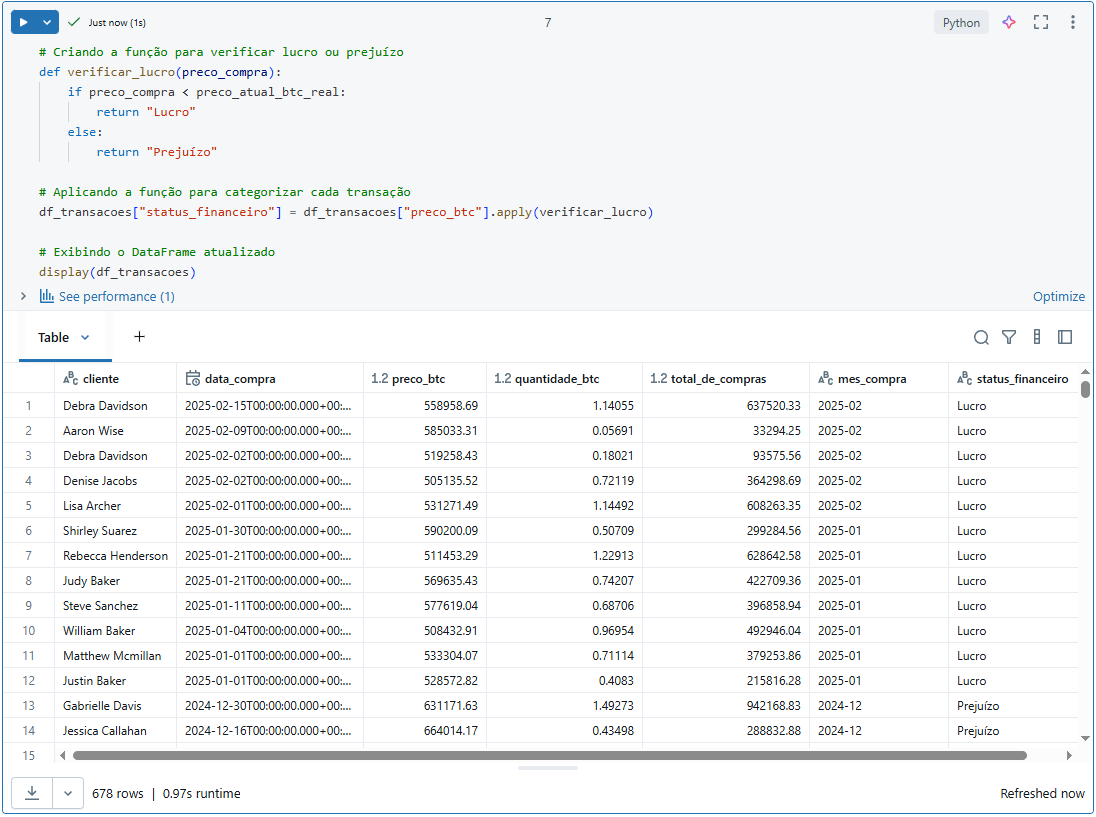 Just now (1s)
7
Python
# Criando a função para verificar lucro ou prejuízo
def verificar_lucro(preco_compra):
    if preco_compra < preco_atual_btc_real:
        return "Lucro"
    else:
        return "Prejuízo"
# Aplicando a função para categorizar cada transação
df_transacoes["status_financeiro"] = df_transacoes["preco_btc"].apply(verificar_lucro)
# Exibindo o DataFrame atualizado
display(df_transacoes)
See performance (1) Optimize
Table +
ABC cliente data_compra 1.2 preco_btc 1.2 quantidade_btc 1.2 total_de_compras ABC mes_compra ABC status_financeiro
1 Debra Davidson 2025-02-15T00:00:00.000+00:... 558958.69 1.14055 637520.33 2025-02 Lucro
2 Aaron Wise 2025-02-09T00:00:00.000+00:... 585033.31 0.05691 33294.25 2025-02 Lucro
3 Debra Davidson 2025-02-02T00:00:00.000+00:... 519258.43 0.18021 93575.56 2025-02 Lucro
4 Denise Jacobs 2025-02-02T00:00:00.000+00:... 505135.52 0.72119 364298.69 2025-02 Lucro
5 Lisa Archer 2025-02-01T00:00:00.000+00:... 531271.49 1.14492 608263.35 2025-02 Lucro
6 Shirley Suarez 2025-01-30T00:00:00.000+00:... 590200.09 0.50709 299284.56 2025-01 Lucro
7 Rebecca Henderson 2025-01-21T00:00:00.000+00:... 511453.29 1.22913 628642.58 2025-01 Lucro
8 Judy Baker 2025-01-21T00:00:00.000+00:... 569635.43 0.74207 422709.36 2025-01 Lucro
9 Steve Sanchez 2025-01-11T00:00:00.000+00:... 577619.04 0.68706 396858.94 2025-01 Lucro
10 William Baker 2025-01-04T00:00:00.000+00:... 508432.91 0.96954 492946.04 2025-01 Lucro
11 Matthew Mcmillan 2025-01-01T00:00:00.000+00:... 533304.07 0.71114 379253.86 2025-01 Lucro
12 Justin Baker 2025-01-01T00:00:00.000+00:... 528572.82 0.4083 215816.28 2025-01 Lucro
13 Gabrielle Davis 2024-12-30T00:00:00.000+00:... 631171.63 1.49273 942168.83 2024-12 Prejuízo
14 Jessica Callahan 2024-12-16T00:00:00.000+00:... 664014.17 0.43498 288832.88 2024-12 Prejuízo
15
678 rows | 0.97s runtime Refreshed now